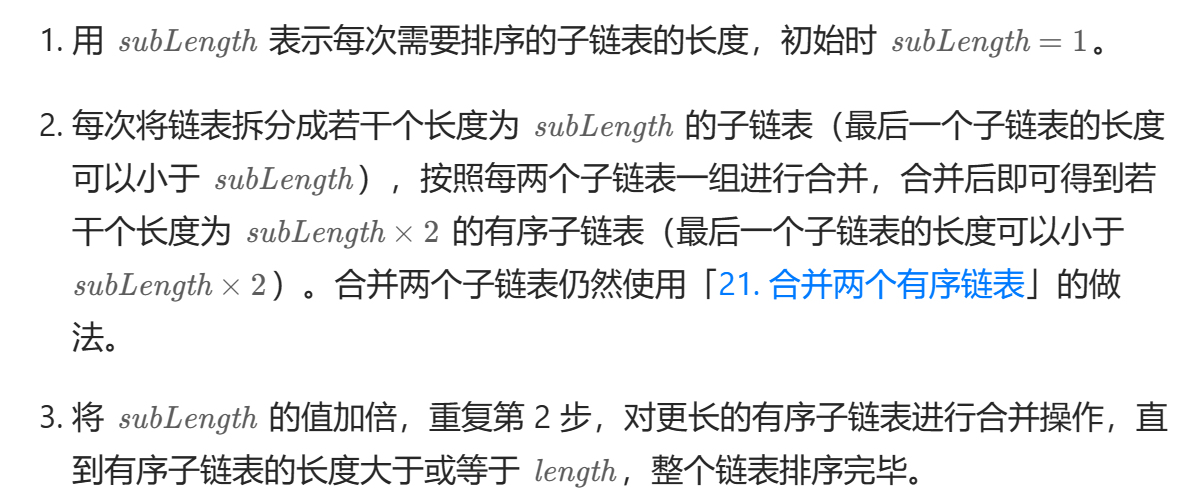 1. 用 subLength 表示每次需要排序的子链表的长度，初始时 subLength = 1。
2. 每次将链表拆分成若干个长度为 subLength 的子链表（最后一个子链表的长度
可以小于 subLength），按照每两个子链表一组进行合并，合并后即可得到若
干个长度为 subLength × 2 的有序子链表（最后一个子链表的长度可以小于
subLength × 2）。合并两个子链表仍然使用「21. 合并两个有序链表」的做
法。
3. 将 subLength 的值加倍，重复第 2 步，对更长的有序子链表进行合并操作，直
到有序子链表的长度大于或等于 length，整个链表排序完毕。